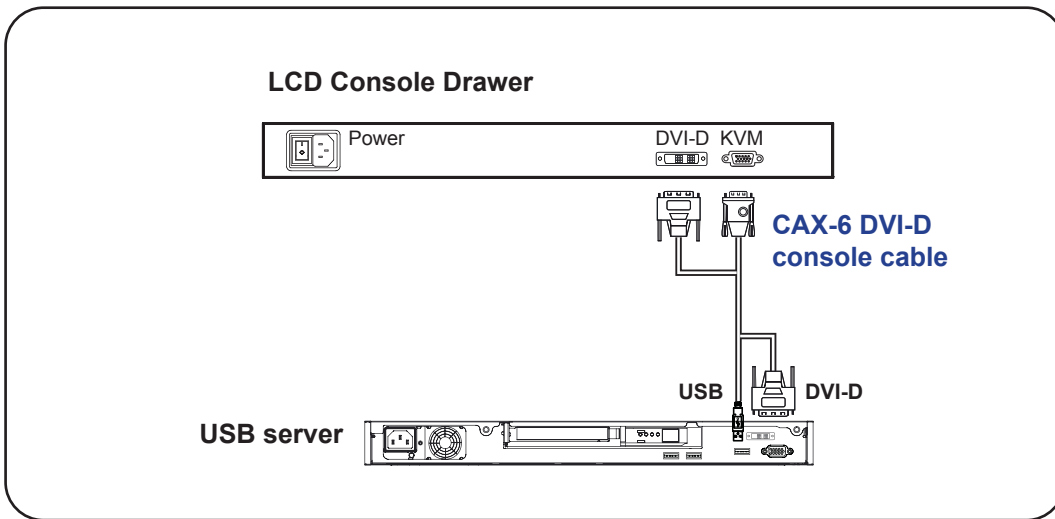 LCD Console Drawer
Power
DVI-D KVM
CAX-6 DVI-D
console cable
USB
DVI-D
USB server